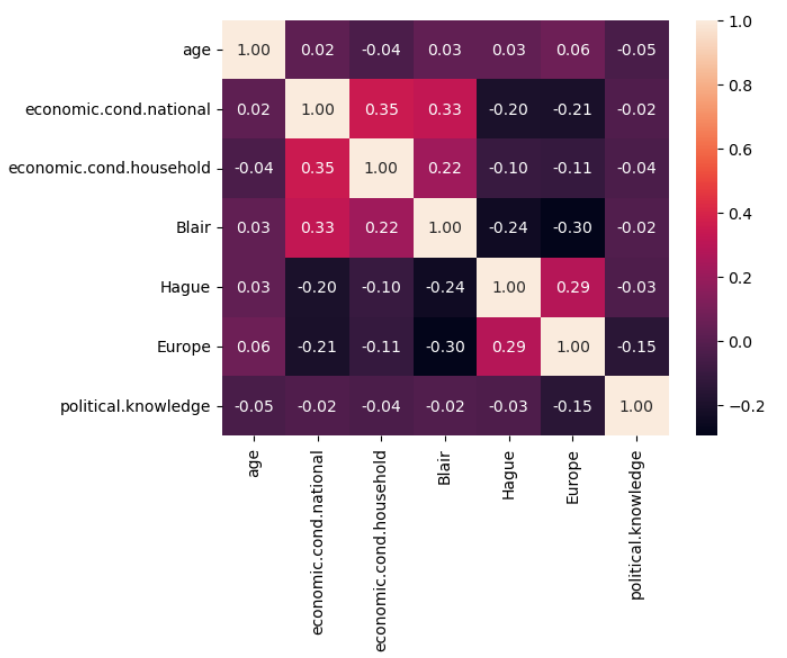 age 1.00 0.02 -0.04 0.03 0.03 0.06 -0.05
economic.cond.national 0.02 1.00 0.35 0.33 -0.20 -0.21 -0.02
economic.cond.household -0.04 0.35 1.00 0.22 -0.10 -0.11 -0.04
Blair 0.03 0.33 0.22 1.00 -0.24 -0.30 -0.02
Hague 0.03 -0.20 -0.10 -0.24 1.00 0.29 -0.03
Europe 0.06 -0.21 -0.11 -0.30 0.29 1.00 -0.15
political.knowledge -0.05 -0.02 -0.04 -0.02 -0.03 -0.15 1.00
age
economic.cond.national
economic.cond.household
Blair
Hague
Europe
political.knowledge
1.0
0.8
0.6
0.4
0.2
0.0
−0.2